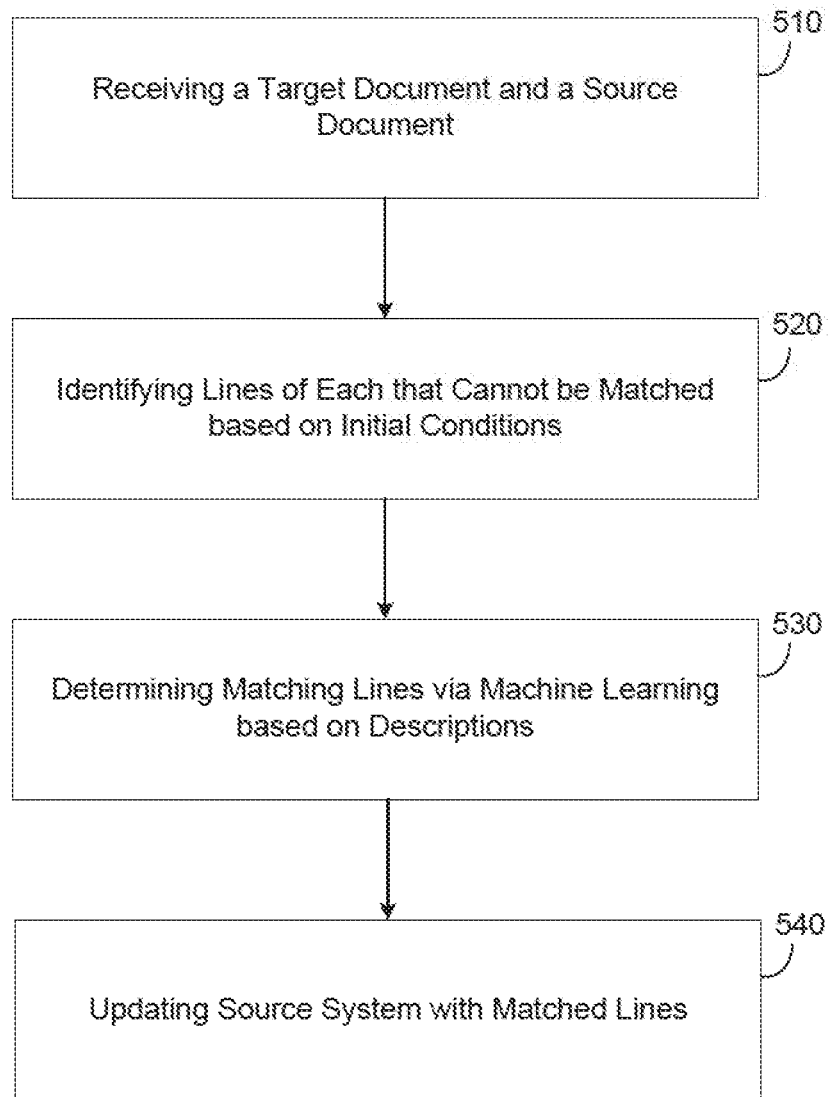 510
Receiving a Target Document and a Source
Document
520
Identifying Lines of Each that Cannot be Matched
based on Initial Conditions
530
Determining Matching Lines via Machine Learning
based on Descriptions
540
Updating Source System with Matched Lines